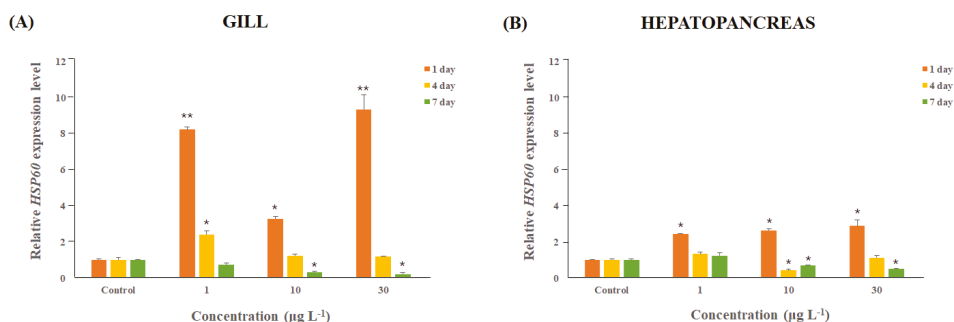 (A)
GILL
Relative HSP60 expression level
12
10
8
6
4
2
0
**
*
*
*
**
*
1 day
4 day
7 day
Control
1
10
30
Concentration (µg L-1)
(B)
HEPATOPANCREAS
Relative HSP60 expression level
12
10
8
6
4
2
0
*
*
*
*
*
*
1 day
4 day
7 day
Control
1
10
30
Concentration (µg L-1)